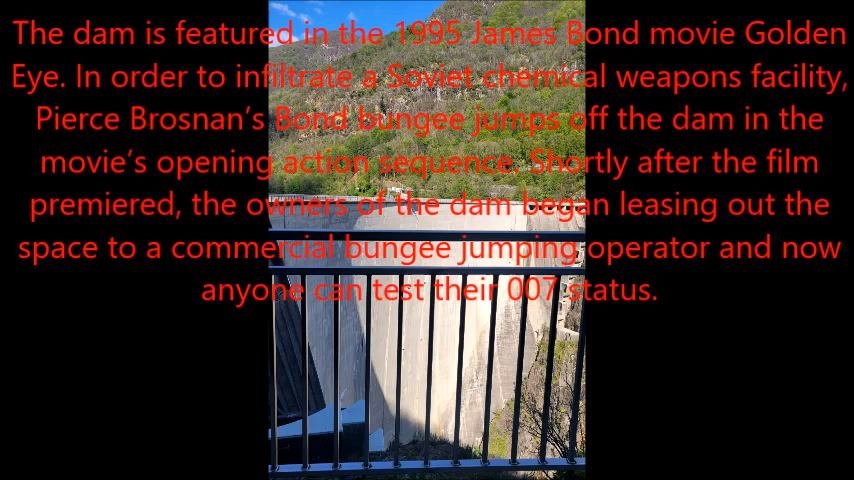 The dam is featured in the 1995 James Bond movie Golden
Eye. In order to infiltrate a Soviet chemical weapons facility,
Pierce Brosnan’s Bond bungee jumps off the dam in the
movie’s opening action sequence. Shortly after the film
premiered, the owners of the dam began leasing out the
space to a commercial bungee jumping operator and now
anyone can test their 007 status.